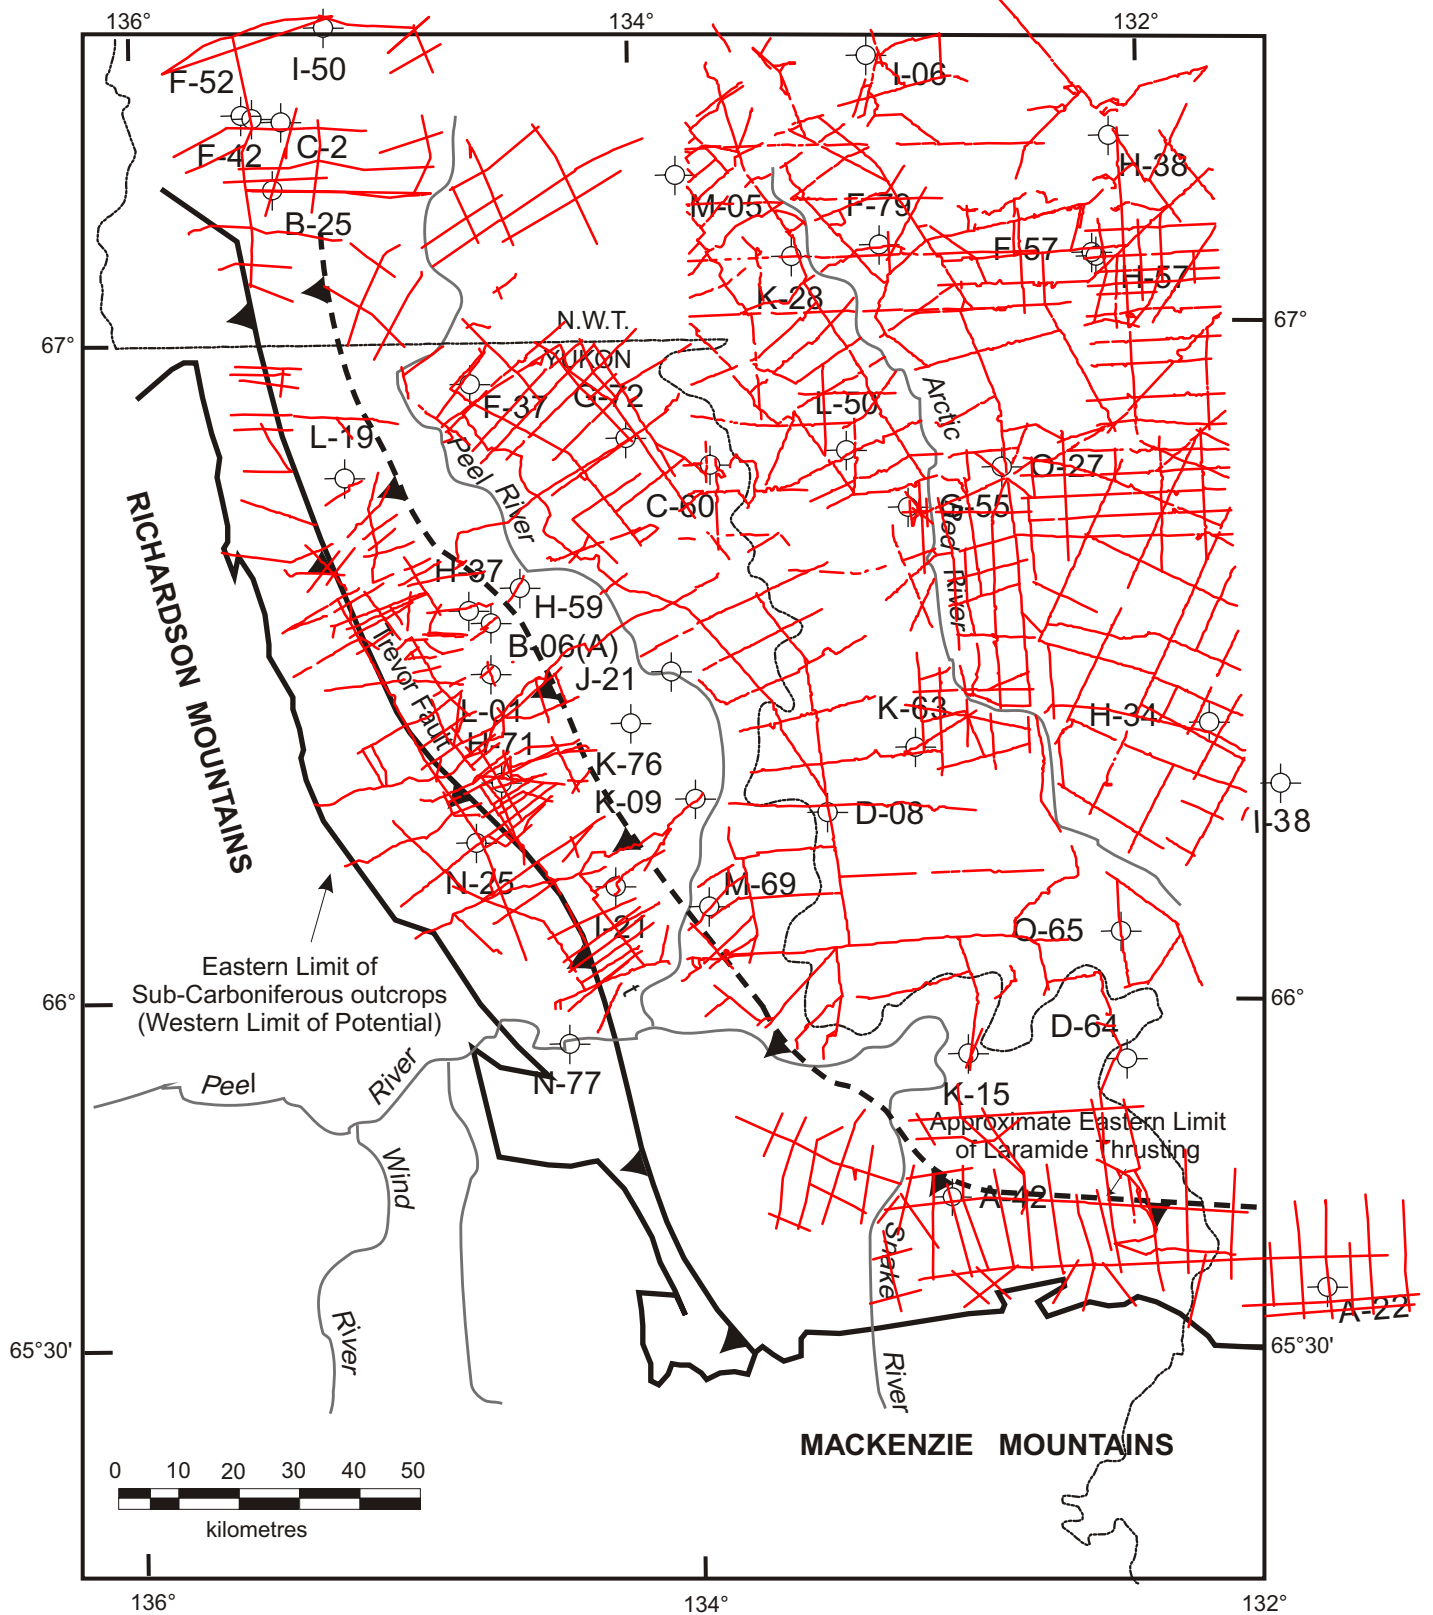 136°
134°
132°
I-50
F-52
I-06
F-42
C-2
H-38
B-25
M-05
F-79
F-57
H-57
K-28
N.W.T.
67°
67°
YUKON
F-37
G-72
L-50
Arctic
L-19
Peel River
O-27
C-60
G-55
Red
RICHARDSON MOUNTAINS
H-37
H-59
River
B-06(A)
Trevor Fault
J-21
L-01
K-63
H-34
H-71
K-76
K-09
D-08
I-38
N-25
M-69
I-21
O-65
Eastern Limit of
Sub-Carboniferous outcrops
(Western Limit of Potential)
66°
66°
t
D-64
Peel
River
N-77
K-15
Approximate Eastern Limit
of Laramide Thrusting
Wind
A-42
Snake
A-22
River
65°30'
65°30'
River
MACKENZIE MOUNTAINS
0 10 20 30 40 50
kilometres
136°
134°
132°